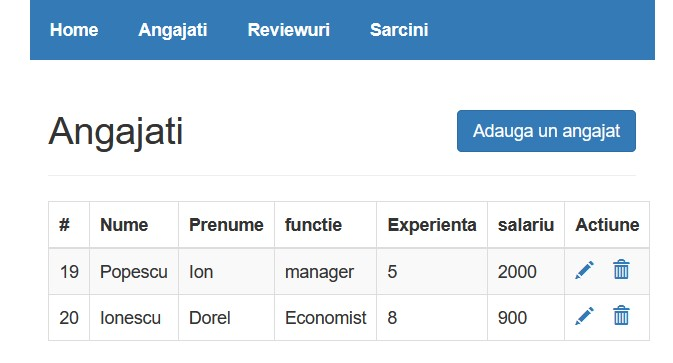 Home Angajati Reviewuri Sarcini
Angajati Adauga un angajat
# Nume Prenume functie Experienta salariu Actiune
19 Popescu Ion manager 5 2000
20 Ionescu Dorel Economist 8 900